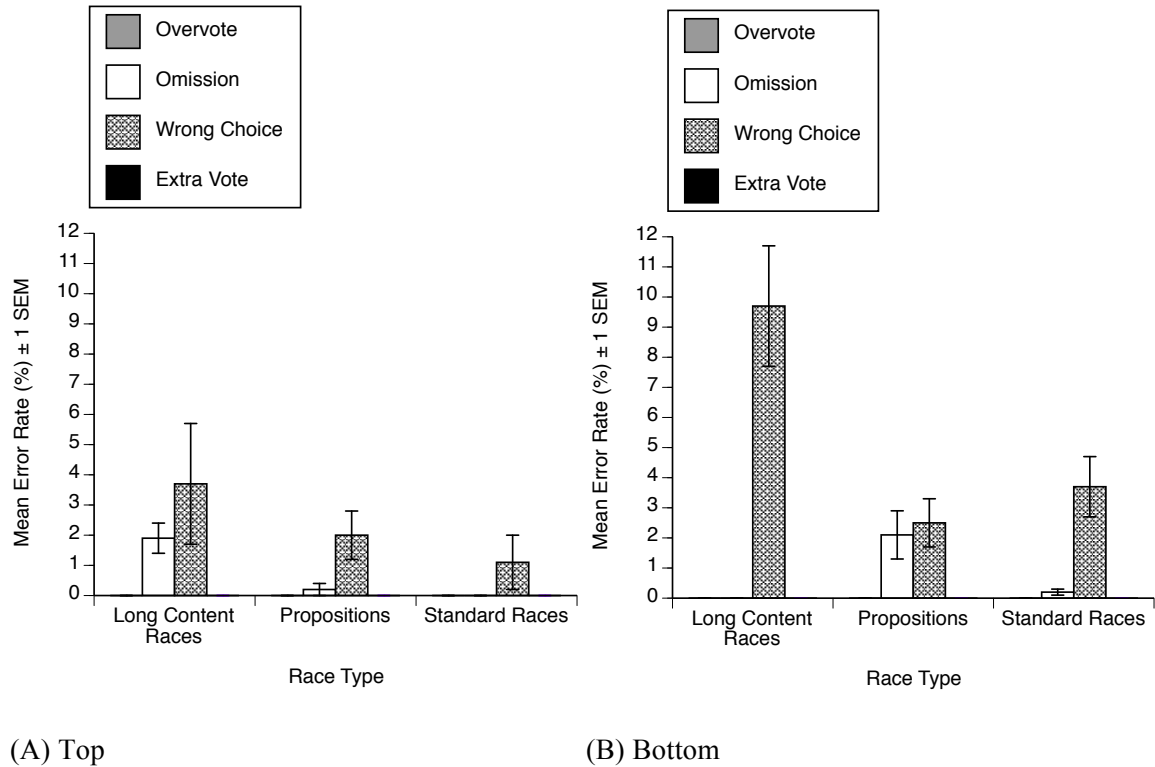 Overvote
Omission
Wrong Choice
Extra Vote
12
11
10
9
8
7
6
5
4
3
2
1
0
Mean Error Rate (%) ± 1 SEM
Long Content
Races
Propositions
Standard Races
Race Type
(A) Top
Overvote
Omission
Wrong Choice
Extra Vote
12
11
10
9
8
7
6
5
4
3
2
1
0
Mean Error Rate (%) ± 1 SEM
Long Content
Races
Propositions
Standard Races
Race Type
(B) Bottom